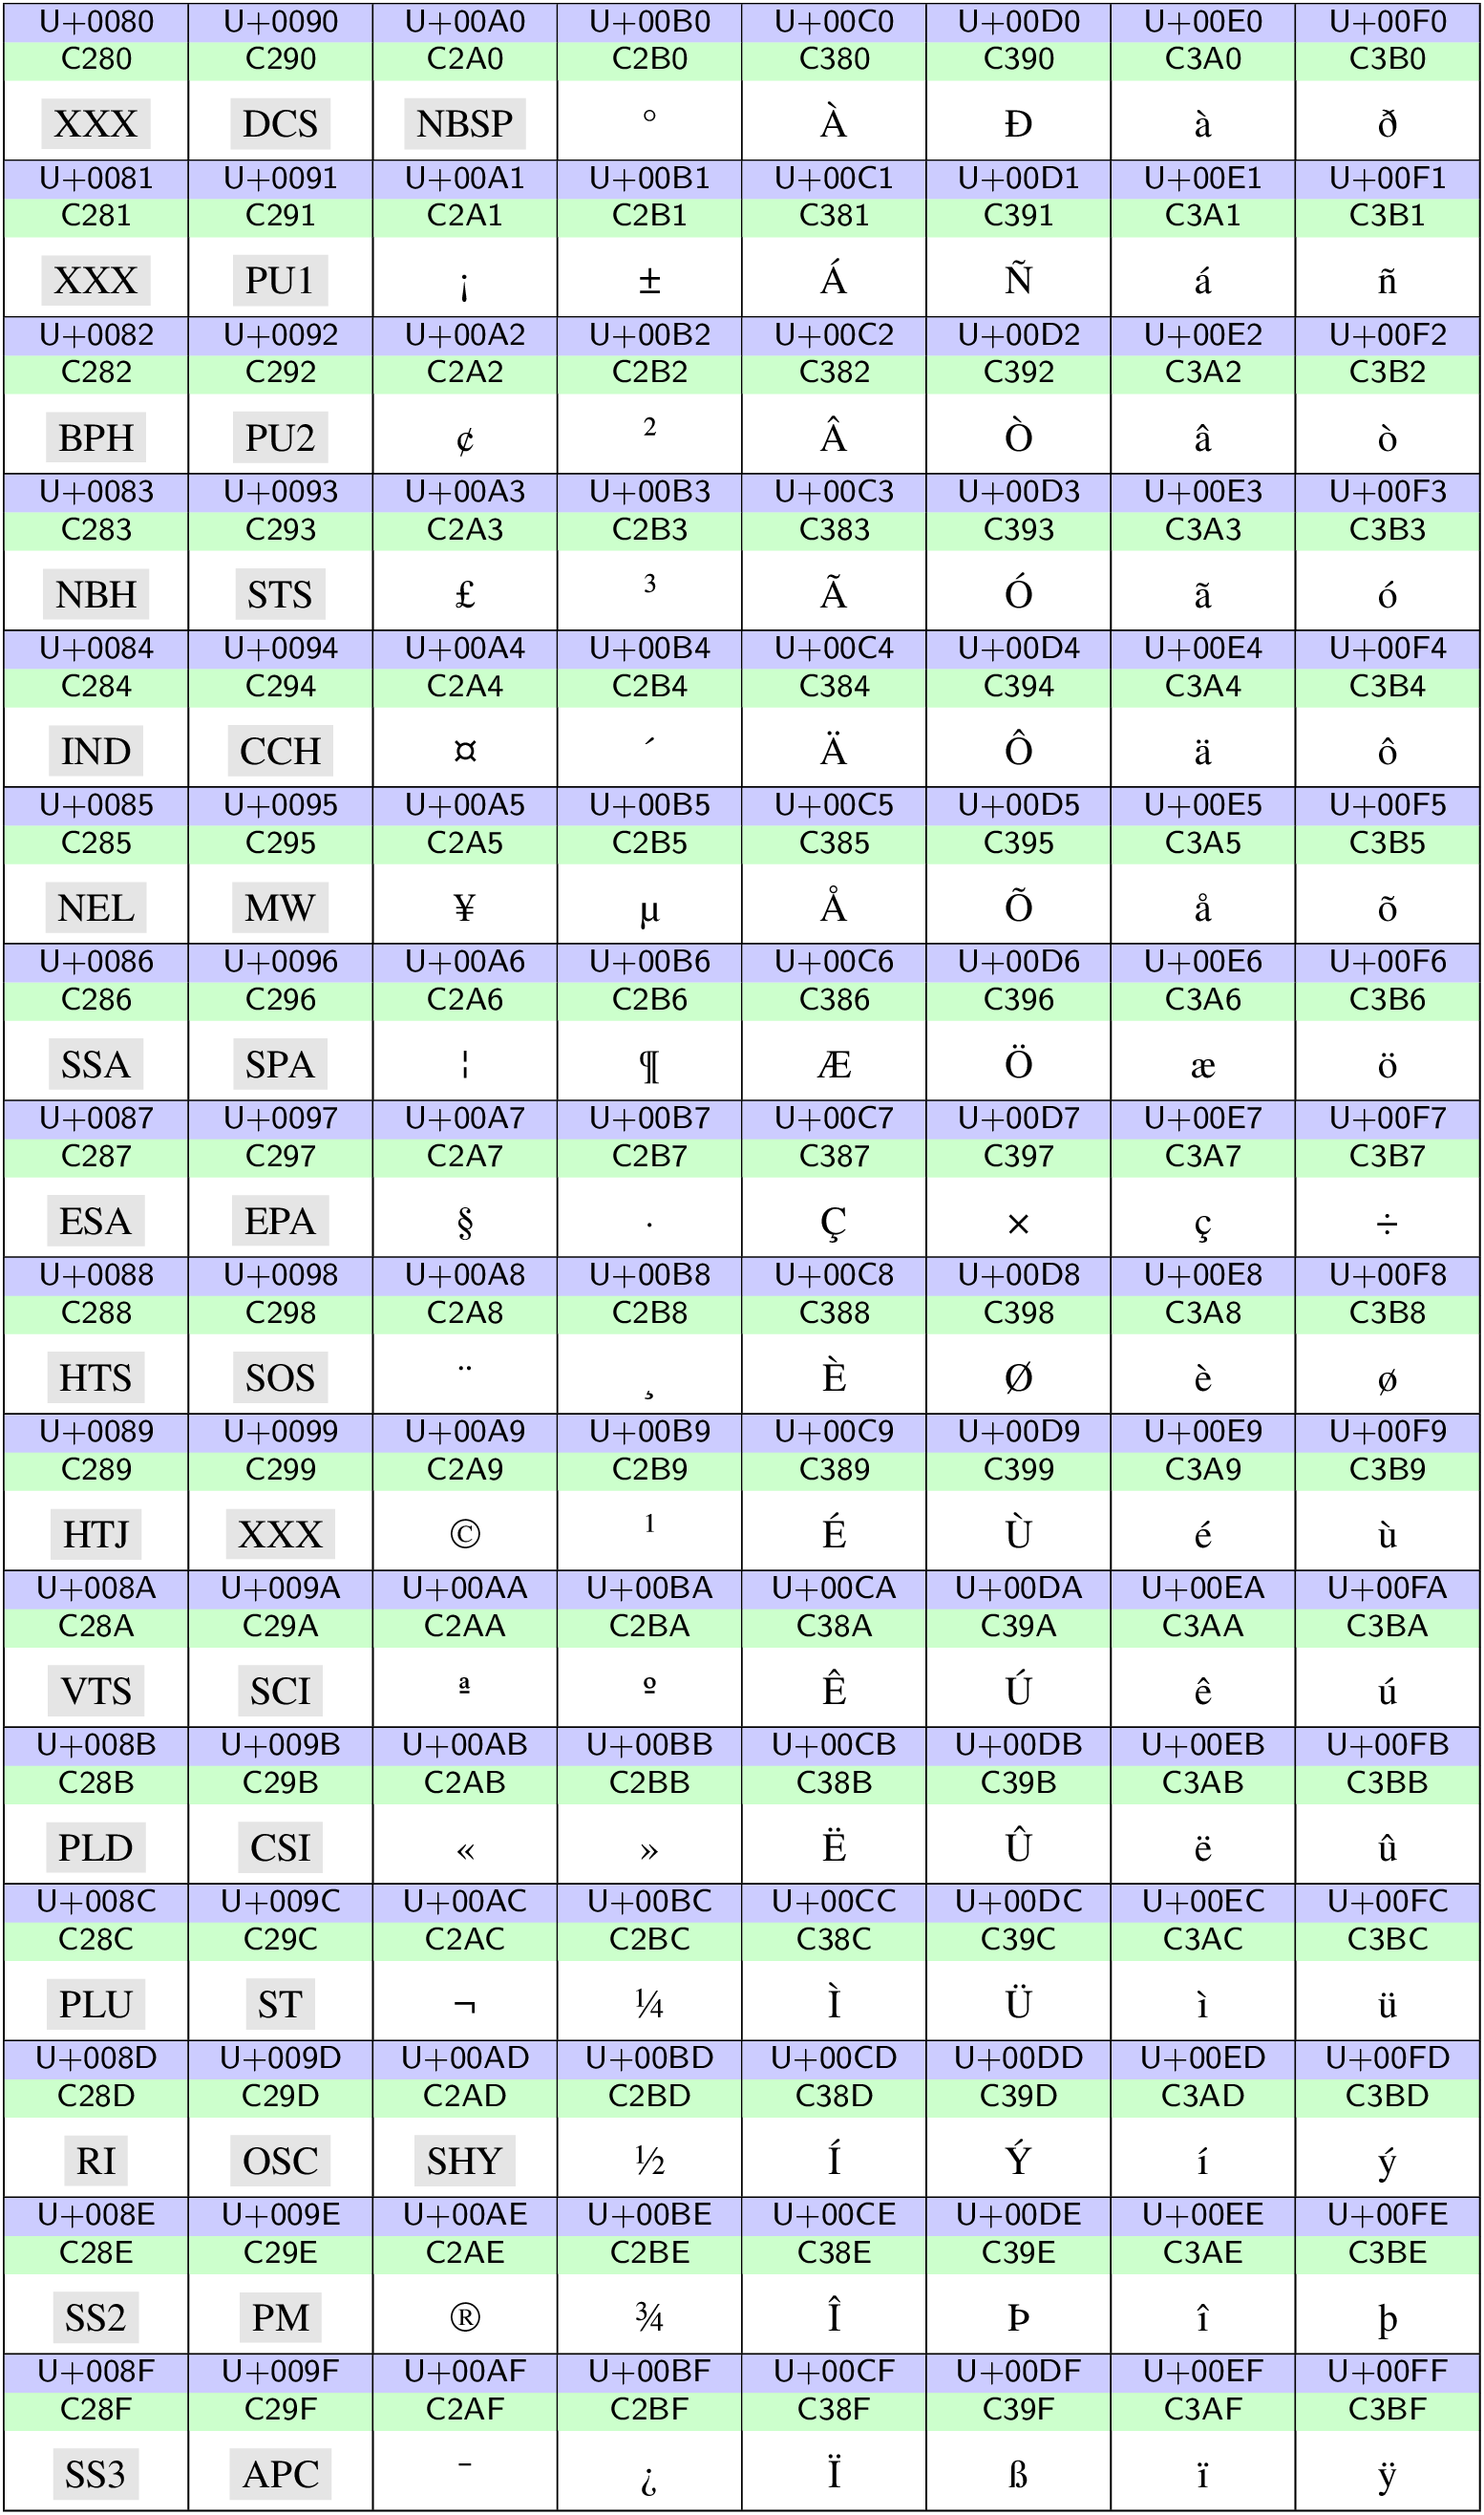 U+0080 U+0090 U+00A0 U+00B0 U+00C0 U+00D0 U+00E0 U+00F0
C280 C290 C2A0 C2B0 C380 C390 C3A0 C3B0
XXX DCS NBSP ° À Ð à ð
U+0081 U+0091 U+00A1 U+00B1 U+00C1 U+00D1 U+00E1 U+00F1
C281 C291 C2A1 C2B1 C381 C391 C3A1 C3B1
XXX PU1 ¡ ± Á Ñ á ñ
U+0082 U+0092 U+00A2 U+00B2 U+00C2 U+00D2 U+00E2 U+00F2
C282 C292 C2A2 C2B2 C382 C392 C3A2 C3B2
BPH PU2 ¢ ² Â Ò â ò
U+0083 U+0093 U+00A3 U+00B3 U+00C3 U+00D3 U+00E3 U+00F3
C283 C293 C2A3 C2B3 C383 C393 C3A3 C3B3
NBH STS £ ³ Ã Ó ã ó
U+0084 U+0094 U+00A4 U+00B4 U+00C4 U+00D4 U+00E4 U+00F4
C284 C294 C2A4 C2B4 C384 C394 C3A4 C3B4
IND CCH ¤ ´ Ä Ô ä ô
U+0085 U+0095 U+00A5 U+00B5 U+00C5 U+00D5 U+00E5 U+00F5
C285 C295 C2A5 C2B5 C385 C395 C3A5 C3B5
NEL MW ¥ µ Å Õ å õ
U+0086 U+0096 U+00A6 U+00B6 U+00C6 U+00D6 U+00E6 U+00F6
C286 C296 C2A6 C2B6 C386 C396 C3A6 C3B6
SSA SPA ¦ ¶ Æ Ö æ ö
U+0087 U+0097 U+00A7 U+00B7 U+00C7 U+00D7 U+00E7 U+00F7
C287 C297 C2A7 C2B7 C387 C397 C3A7 C3B7
ESA EPA § · Ç × ç ÷
U+0088 U+0098 U+00A8 U+00B8 U+00C8 U+00D8 U+00E8 U+00F8
C288 C298 C2A8 C2B8 C388 C398 C3A8 C3B8
HTS SOS ¨ ¸ È Ø è ø
U+0089 U+0099 U+00A9 U+00B9 U+00C9 U+00D9 U+00E9 U+00F9
C289 C299 C2A9 C2B9 C389 C399 C3A9 C3B9
HTJ XXX © ¹ É Ù é ù
U+008A U+009A U+00AA U+00BA U+00CA U+00DA U+00EA U+00FA
C28A C29A C2AA C2BA C38A C39A C3AA C3BA
VTS SCI ª º Ê Ú ê ú
U+008B U+009B U+00AB U+00BB U+00CB U+00DB U+00EB U+00FB
C28B C29B C2AB C2BB C38B C39B C3AB C3BB
PLD CSI « » Ë Û ë û
U+008C U+009C U+00AC U+00BC U+00CC U+00DC U+00EC U+00FC
C28C C29C C2AC C2BC C38C C39C C3AC C3BC
PLU ST ¬ ¼ Ì Ü ì ü
U+008D U+009D U+00AD U+00BD U+00CD U+00DD U+00ED U+00FD
C28D C29D C2AD C2BD C38D C39D C3AD C3BD
RI OSC SHY ½ Í Ý í ý
U+008E U+009E U+00AE U+00BE U+00CE U+00DE U+00EE U+00FE
C28E C29E C2AE C2BE C38E C39E C3AE C3BE
SS2 PM ® ¾ Î Þ î þ
U+008F U+009F U+00AF U+00BF U+00CF U+00DF U+00EF U+00FF
C28F C29F C2AF C2BF C38F C39F C3AF C3BF
SS3 APC ¯ ¿ Ï ß ï ÿ